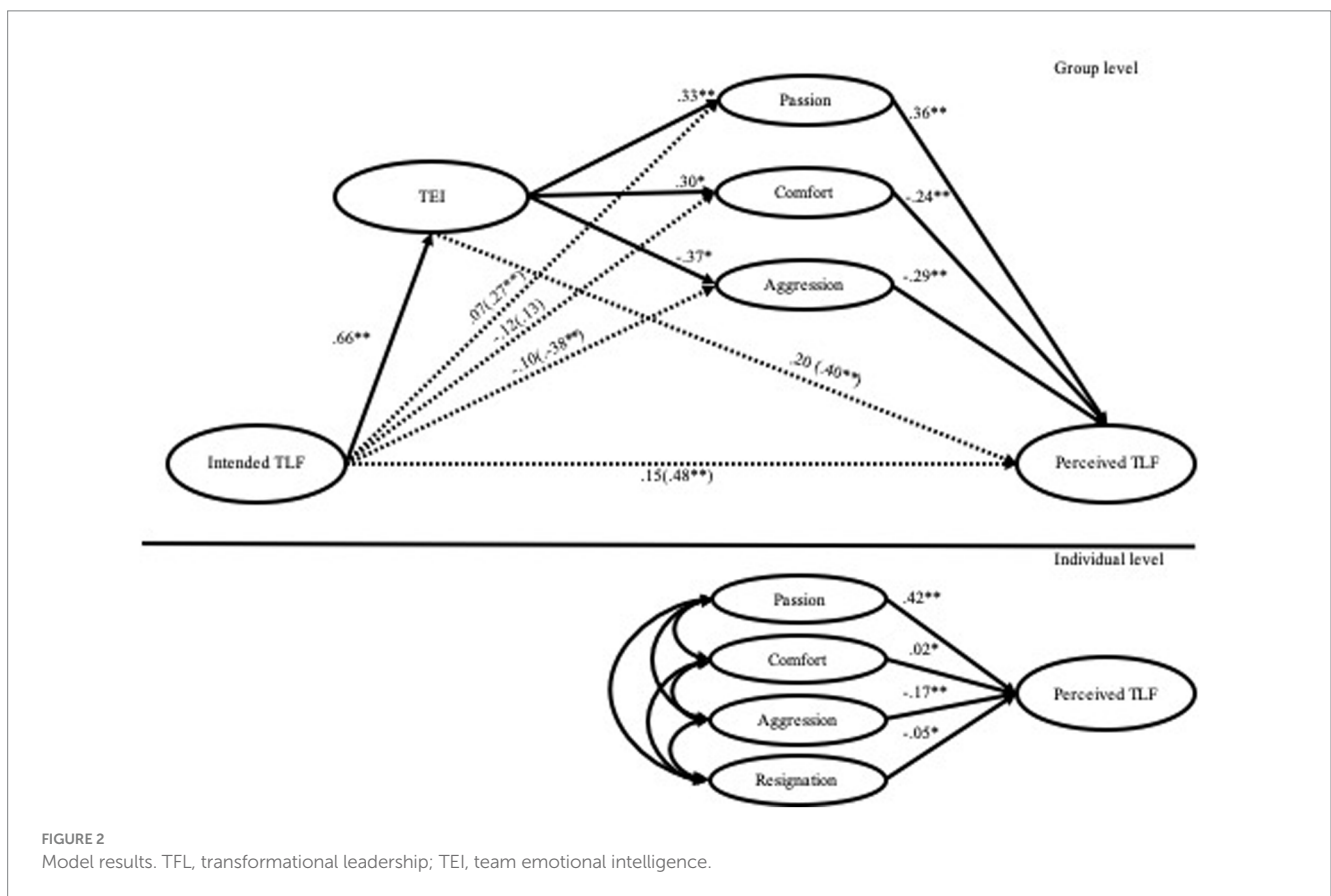 Group level
Passion
.33**
.36**
TEI
Comfort
.30*
-.24**
-.37*
Aggression
-.29**
.07(.27**)
-.12(.13)
-.10(.-38**)
.66**
.20 (.40**)
Intended TLF
Perceived TLF
.15(.48**)
Individual level
Passion
.42**
Comfort
.02*
Perceived TLF
-.17**
Aggression
-.05*
Resignation
FIGURE 2
Model results. TFL, transformational leadership; TEI, team emotional intelligence.